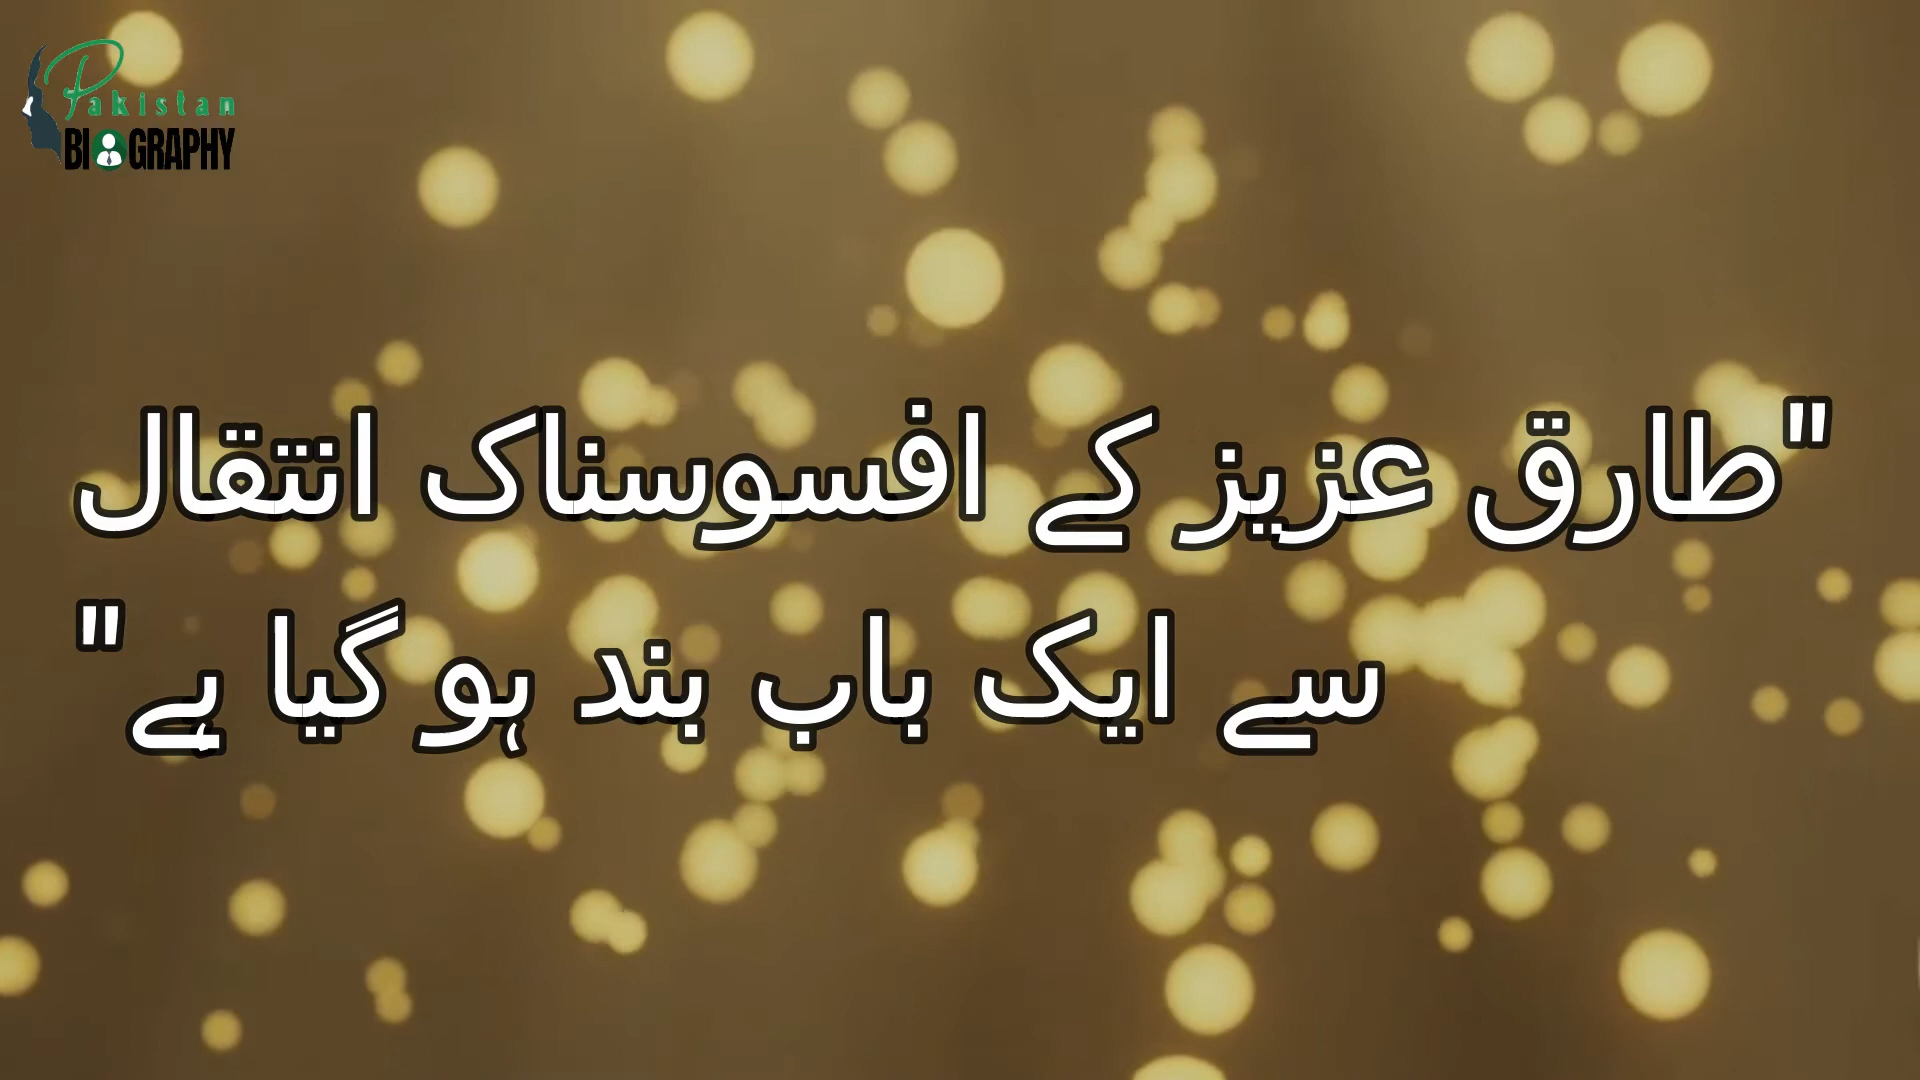 Pakistan
BIOGRAPHY
"طارق عزیز کے افسوسناک انتقال
سے ایک باب بند ہو گیا ہے"